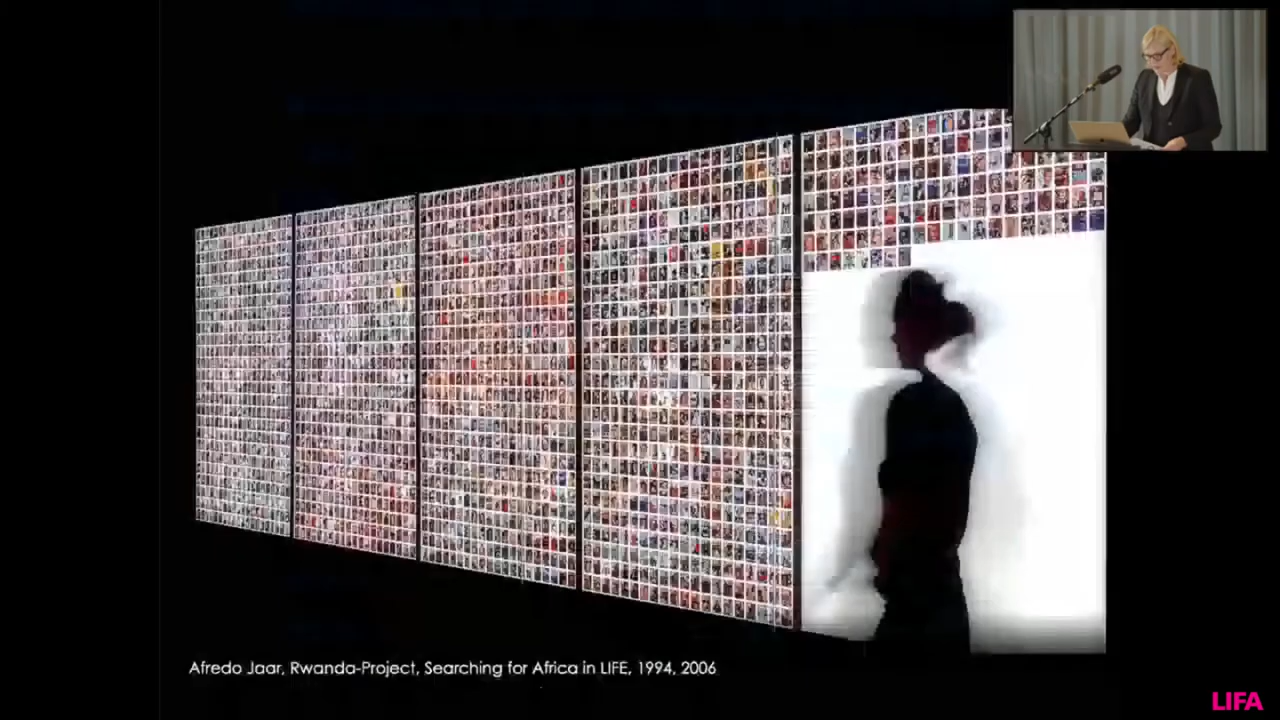 Afredo Jaar, Rwanda-Project, Searching for Africa in LIFE, 1994, 2006
LIFA